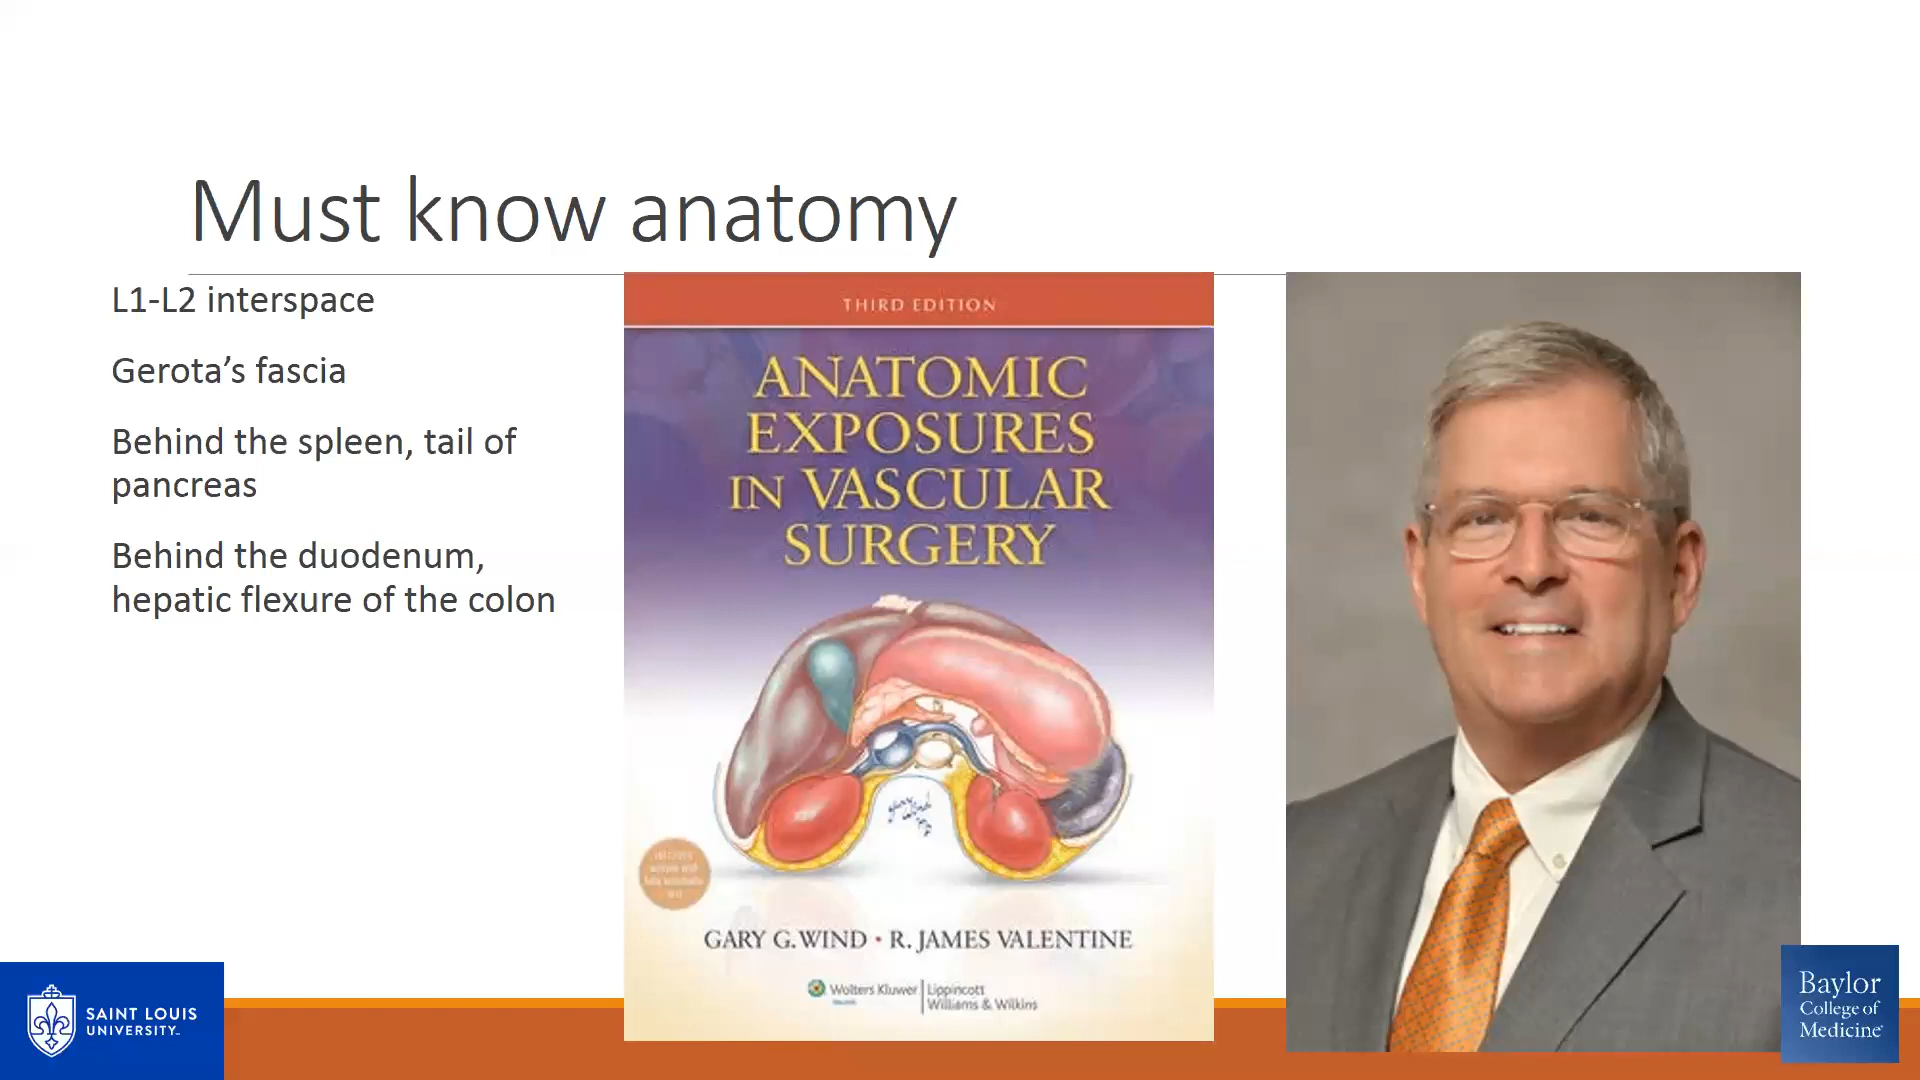 Must know anatomy
L1-L2 interspace
Gerota’s fascia
Behind the spleen, tail of
pancreas
Behind the duodenum,
hepatic flexure of the colon
THIRD EDITION
ANATOMIC
EXPOSURES
IN VASCULAR
SURGERY
GARY G. WIND • R. JAMES VALENTINE
Wolters Kluwer
Lippincott
Williams & Wilkins
SAINT LOUIS
UNIVERSITY
Baylor
College of
Medicine